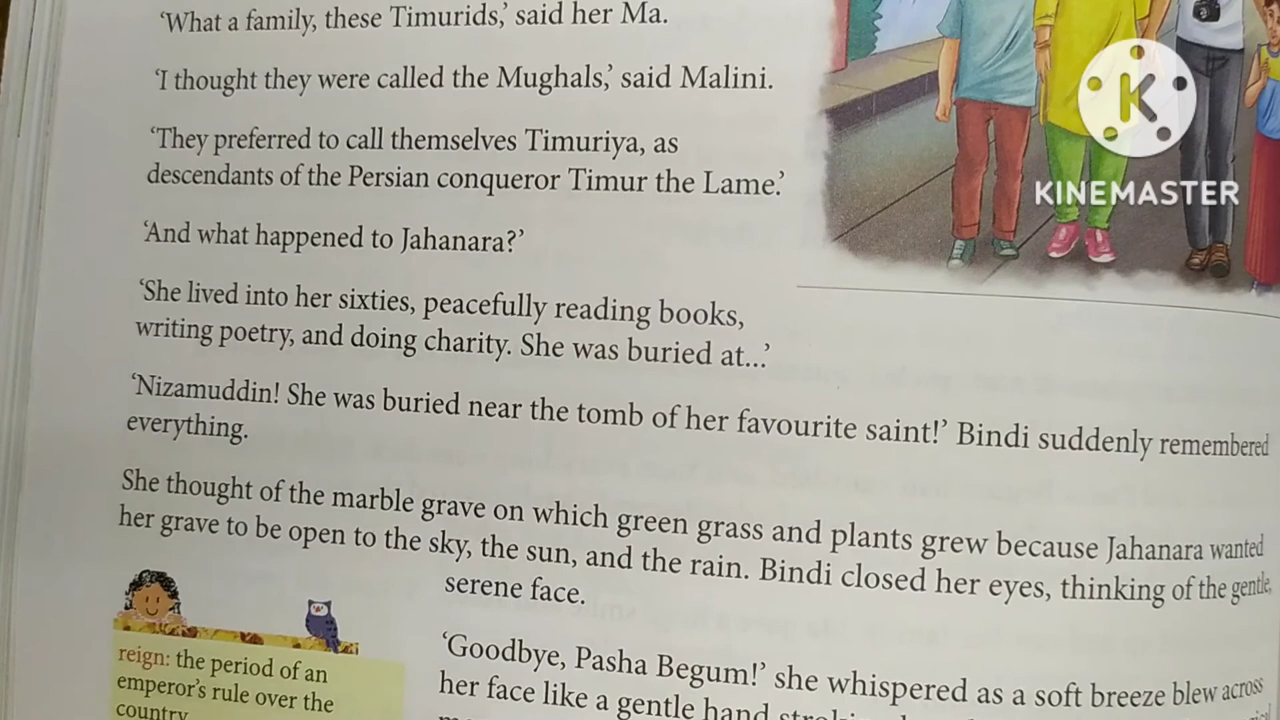 ‘What a family, these Timurids,’ said her Ma.
‘I thought they were called the Mughals,’ said Malini.
‘They preferred to call themselves Timuriya, as
descendants of the Persian conqueror Timur the Lame.’
‘And what happened to Jahanara?’
‘She lived into her sixties, peacefully reading books,
writing poetry, and doing charity. She was buried at...’
‘Nizamuddin! She was buried near the tomb of her favourite saint!’ Bindi suddenly remembered
everything.
She thought of the marble grave on which green grass and plants grew because Jahanara wanted
her grave to be open to the sky, the sun, and the rain. Bindi closed her eyes, thinking of the gentle,
serene face.
‘Goodbye, Pasha Begum!’ she whispered as a soft breeze blew across
her face like a gentle hand
reign: the period of an
emperor’s rule over the
country
K
KINEMASTER